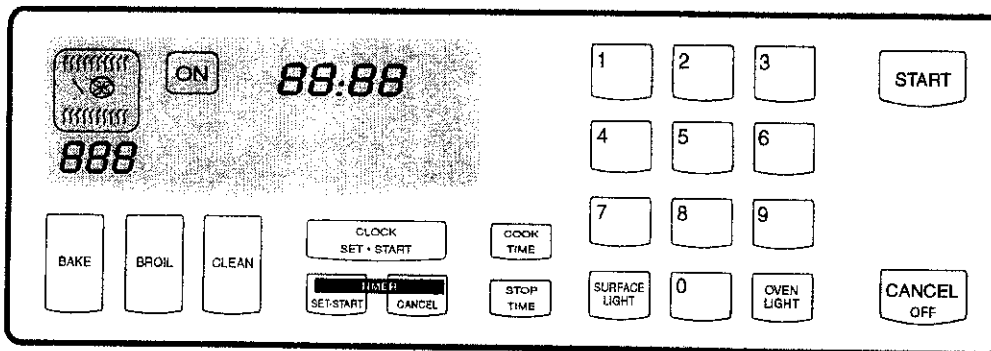 ON
88:88
888
1 2 3
START
4 5 6
7 8 9
BAKE BROIL CLEAN
CLOCK
SET • START
COOK
TIME
TIMER
SET•START CANCEL
STOP
TIME
SURFACE
LIGHT
0
OVEN
LIGHT
CANCEL
OFF